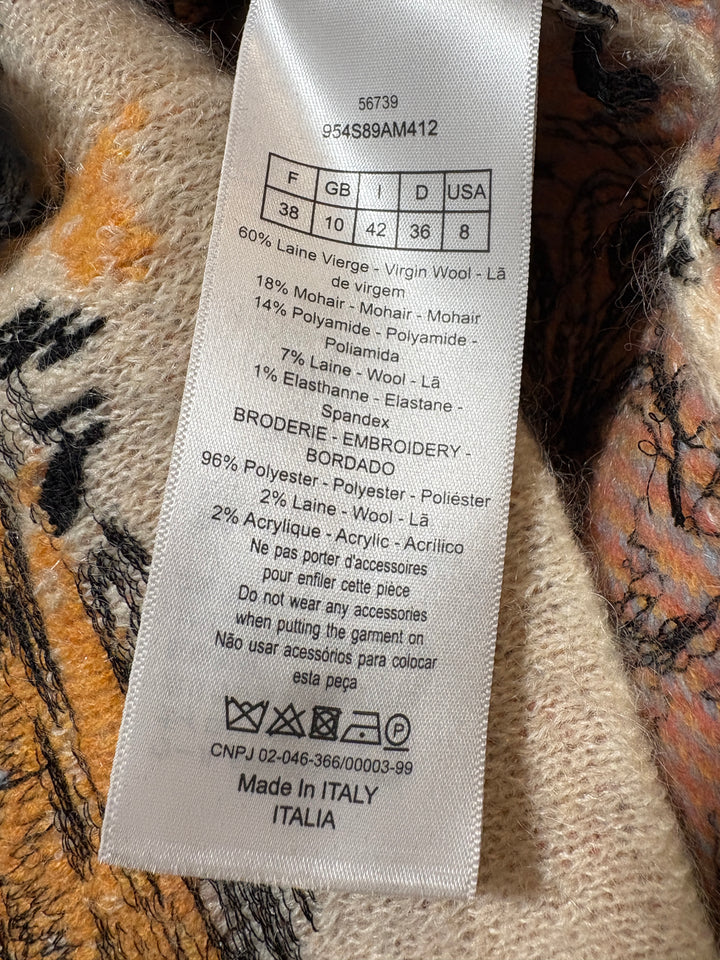 56739
954S89AM412
F GB I D USA
38 10 42 36 8
60% Laine Vierge - Virgin Wool - Lã
de virgem
18% Mohair - Mohair - Mohair
14% Polyamide - Polyamide -
Poliamida
7% Laine - Wool - Lã
1% Elasthanne - Elastane -
Spandex
BRODERIE - EMBROIDERY -
BORDADO
96% Polyester - Polyester - Poliéster
2% Laine - Wool - Lã
2% Acrylique - Acrylic - Acrílico
Ne pas porter d'accessoires
pour enfiler cette pièce
Do not wear any accessories
when putting the garment on
Não usar acessórios para colocar
esta peça
P
CNPJ 02-046-366/00003-99
Made in ITALY
ITALIA